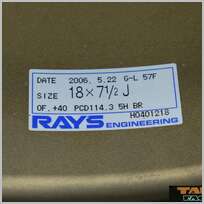 DATE 2006. 5.22 G-L 57F
SIZE 18×7½ J
OF.+40 PCD114.3 5H BR
H0401218
RAYS ENGINEERING